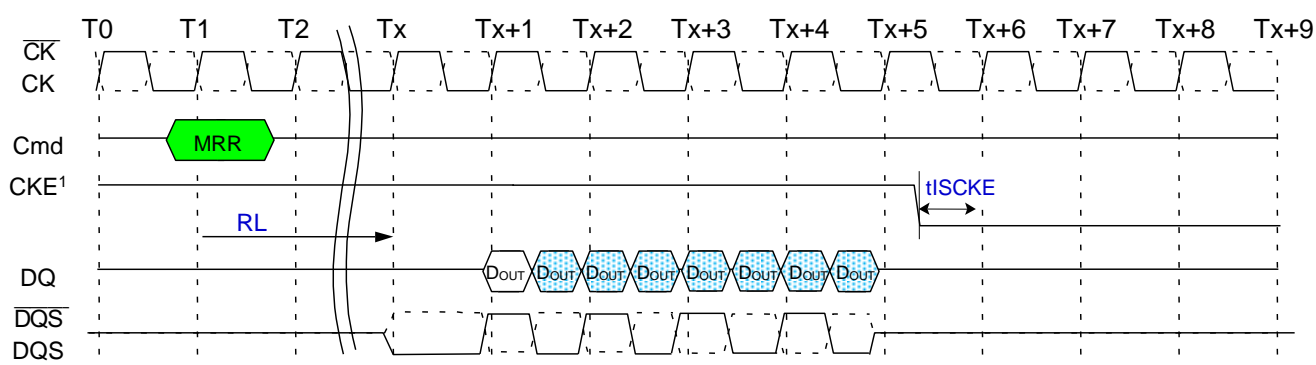 T0 T1 T2 Tx Tx+1 Tx+2 Tx+3 Tx+4 Tx+5 Tx+6 Tx+7 Tx+8 Tx+9
CK
CK
Cmd MRR
CKE1 tISCKE
RL
DQ DOUT DOUT DOUT DOUT DOUT DOUT DOUT DOUT
DQS
DQS